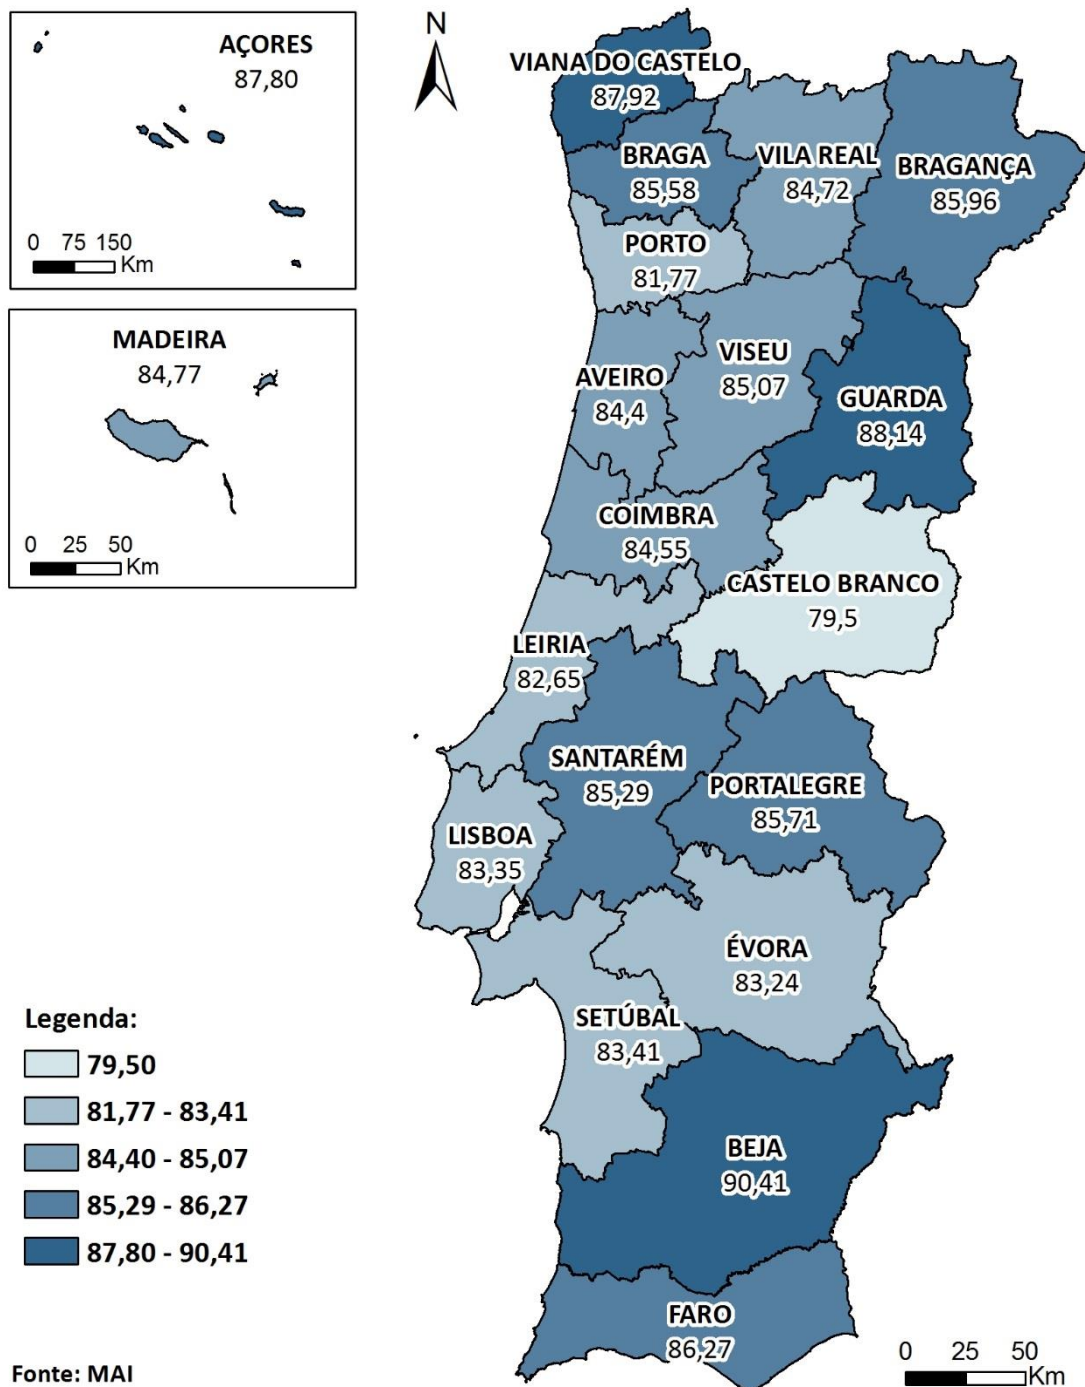 AÇORES
87,80
0 75 150
Km
MADEIRA
84,77
0 25 50
Km
N
VIANA DO CASTELO
87,92
BRAGA
85,58
VILA REAL
84,72
BRAGANÇA
85,96
PORTO
81,77
AVEIRO
84,4
VISEU
85,07
GUARDA
88,14
COIMBRA
84,55
CASTELO BRANCO
79,5
LEIRIA
82,65
SANTARÉM
85,29
PORTALEGRE
85,71
LISBOA
83,35
ÉVORA
83,24
SETÚBAL
83,41
BEJA
90,41
FARO
86,27
Legenda:
79,50
81,77 - 83,41
84,40 - 85,07
85,29 - 86,27
87,80 - 90,41
Fonte: MAI
0 25 50
Km